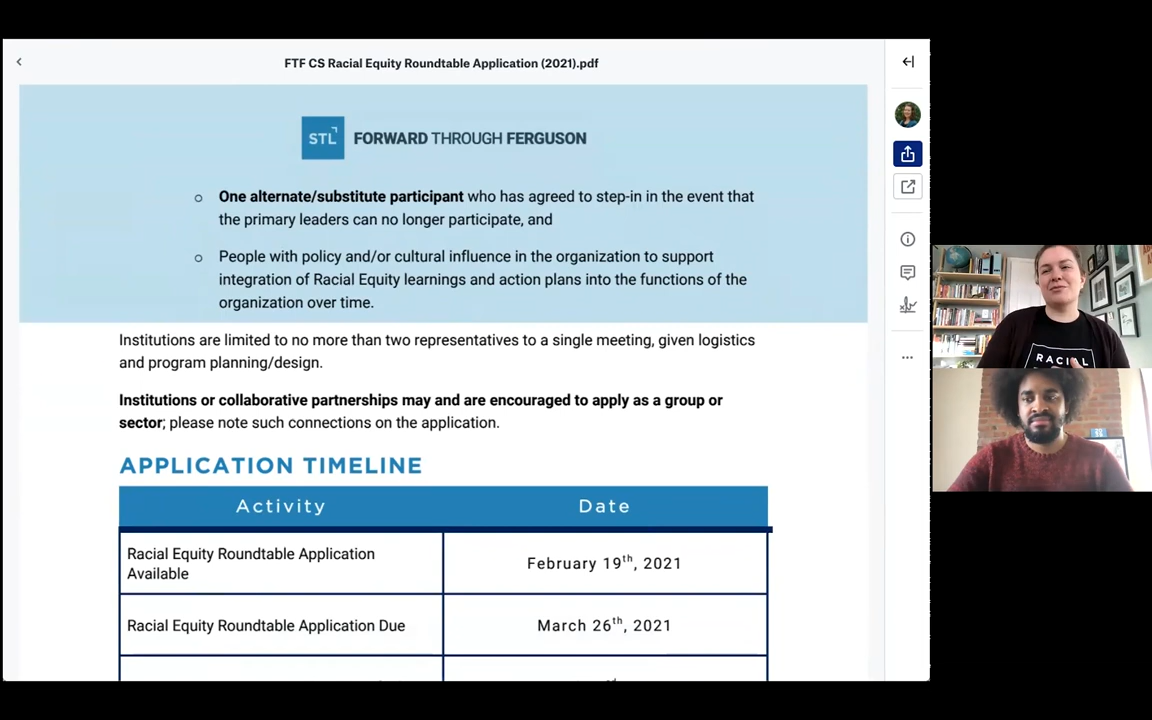 FTF CS Racial Equity Roundtable Application (2021).pdf
STL FORWARD THROUGH FERGUSON
One alternate/substitute participant who has agreed to step-in in the event that
the primary leaders can no longer participate, and
People with policy and/or cultural influence in the organization to support
integration of Racial Equity learnings and action plans into the functions of the
organization over time.
Institutions are limited to no more than two representatives to a single meeting, given logistics
and program planning/design.
Institutions or collaborative partnerships may and are encouraged to apply as a group or
sector; please note such connections on the application.
APPLICATION TIMELINE
Activity Date
Racial Equity Roundtable Application
Available
February 19th, 2021
Racial Equity Roundtable Application Due
March 26th, 2021
RACIAL